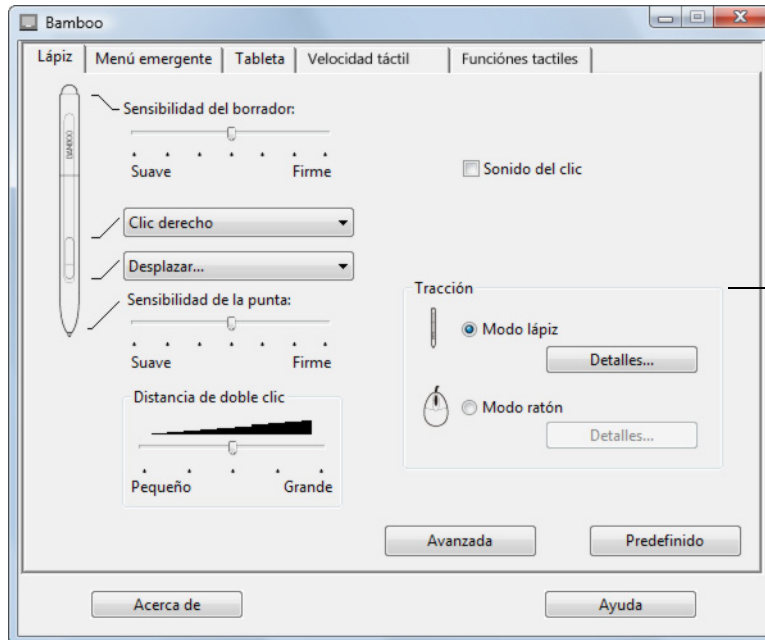 Bamboo
Lápiz
Menú emergente
Tableta
Velocidad táctil
Funciónes tactiles
BAMBOO
Sensibilidad del borrador:
Suave
Firme
Sonido del clic
Clic derecho
Desplazar...
Sensibilidad de la punta:
Suave
Firme
Tracción
Modo lápiz
Detalles...
Modo ratón
Detalles...
Distancia de doble clic
Pequeño
Grande
Avanzada
Predefinido
Acerca de
Ayuda